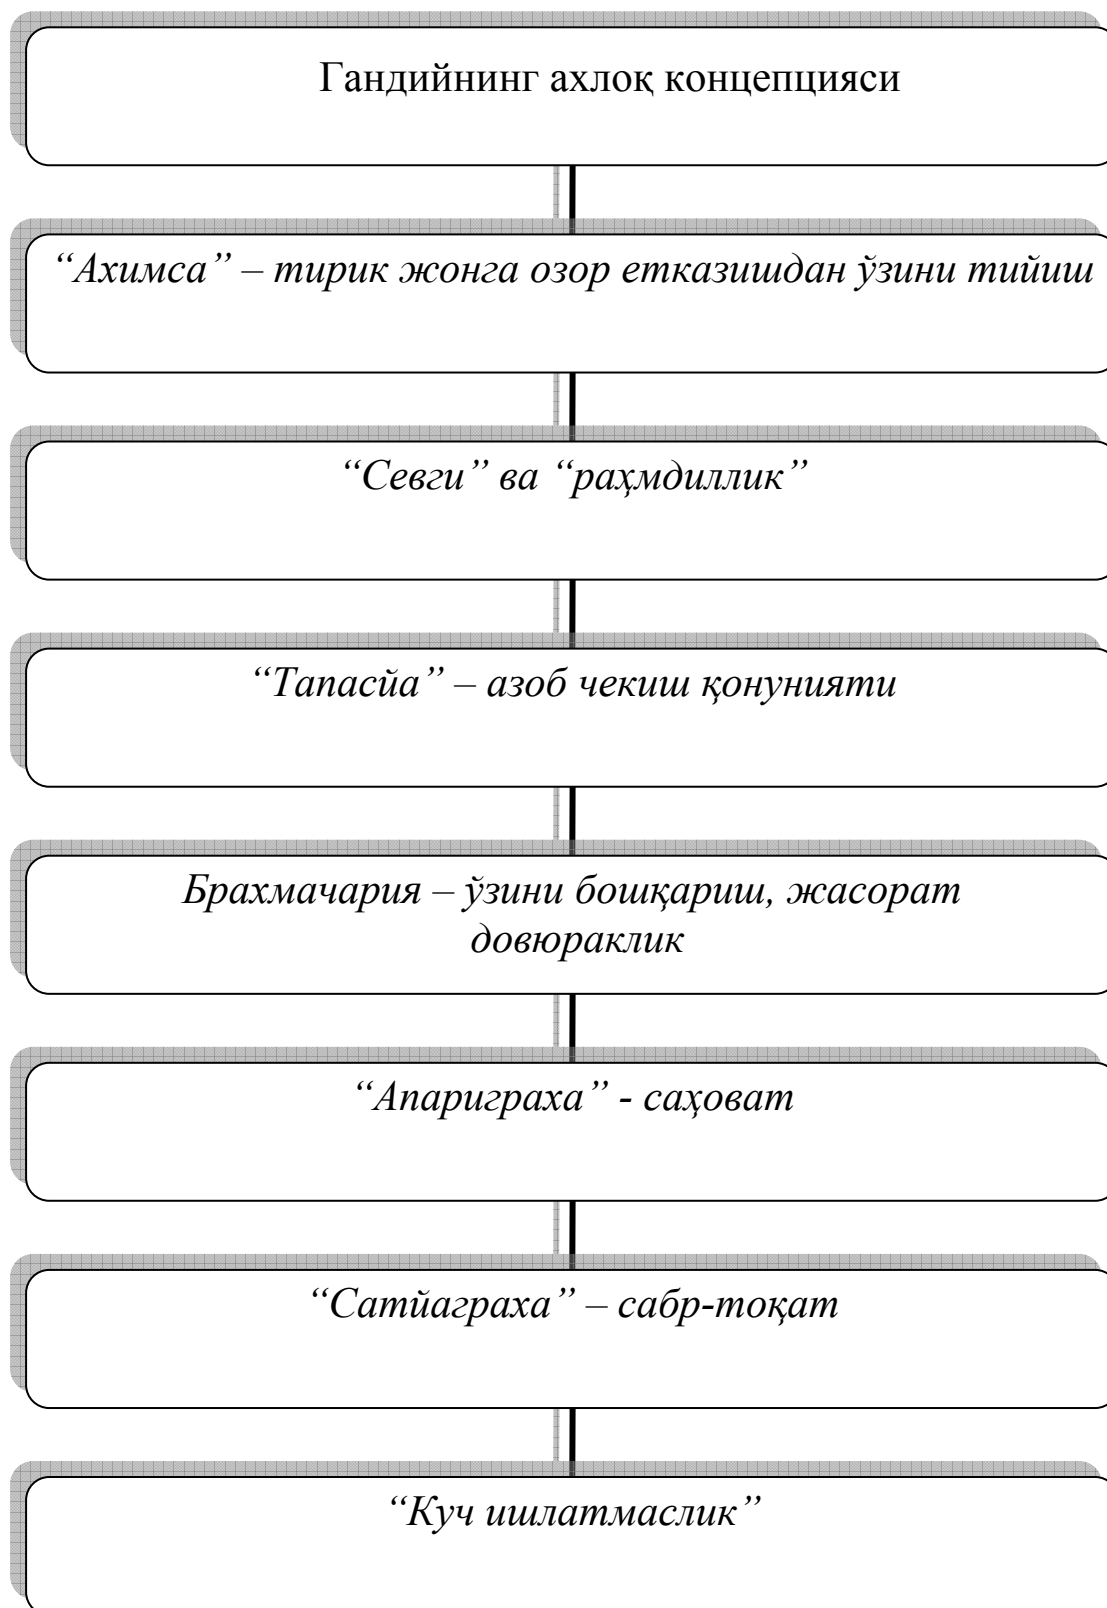 Гандийнинг ахлоқ концепцияси
“Ахимса” – тирик жонга озор етказишдан ўзини тийиш
“Севги” ва “раҳмдиллик”
“Тапасйа” – азоб чекиш қонунияти
Брахмачария – ўзини бошқариш, жасорат
довюраклик
“Апариграха” - саҳоват
“Сатйаграха” – сабр-тоқат
“Куч ишлатмаслик”